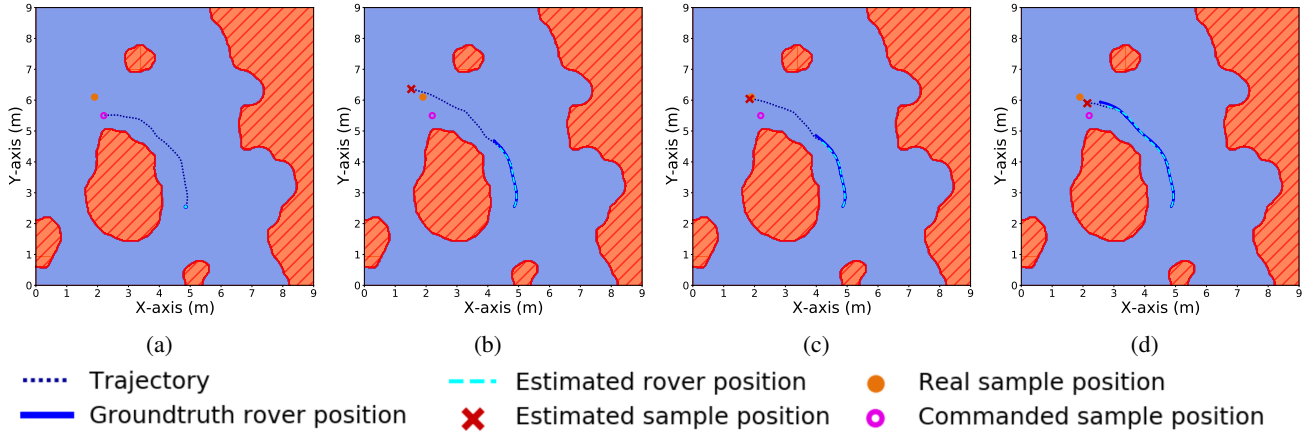 9 8 7 6 5 4 3 2 1 0
Y-axis (m)
0 1 2 3 4 5 6 7 8 9
X-axis (m)
(a)
9 8 7 6 5 4 3 2 1 0
Y-axis (m)
0 1 2 3 4 5 6 7 8 9
X-axis (m)
(b)
9 8 7 6 5 4 3 2 1 0
Y-axis (m)
0 1 2 3 4 5 6 7 8 9
X-axis (m)
(c)
9 8 7 6 5 4 3 2 1 0
Y-axis (m)
0 1 2 3 4 5 6 7 8 9
X-axis (m)
(d)
Trajectory
Groundtruth rover position
Estimated rover position
Estimated sample position
Real sample position
Commanded sample position